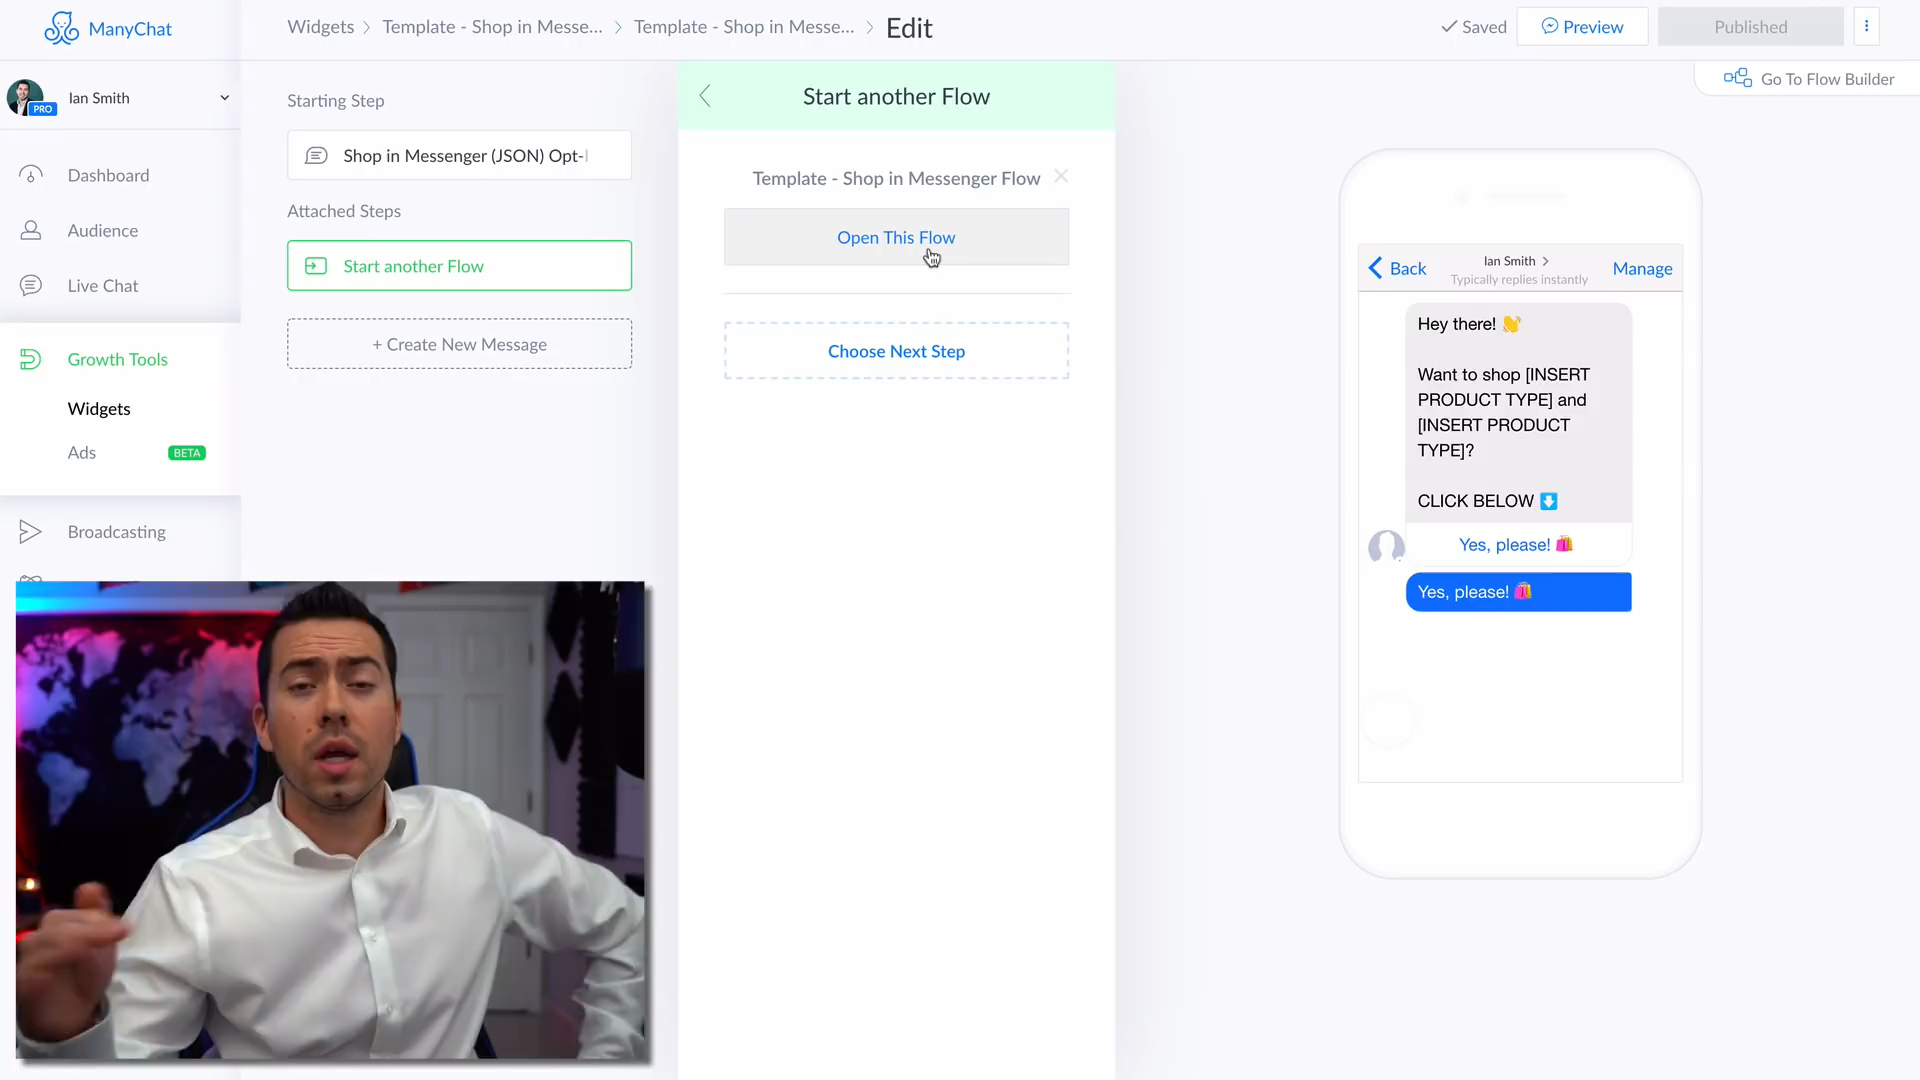 ManyChat
Widgets
Template - Shop in Messe...
Template - Shop in Messe...
Edit
Saved
Preview
Published
Go To Flow Builder
PRO
Ian Smith
Dashboard
Audience
Live Chat
Growth Tools
Widgets
Ads
BETA
Broadcasting
Starting Step
Shop in Messenger (JSON) Opt-
Attached Steps
Start another Flow
+ Create New Message
Start another Flow
Template - Shop in Messenger Flow
Open This Flow
Choose Next Step
Back
Ian Smith
Typically replies instantly
Manage
Hey there! 👋
Want to shop [INSERT
PRODUCT TYPE] and
[INSERT PRODUCT
TYPE]?
CLICK BELOW ⬇️
Yes, please! 🛍️
Yes, please! 🛍️